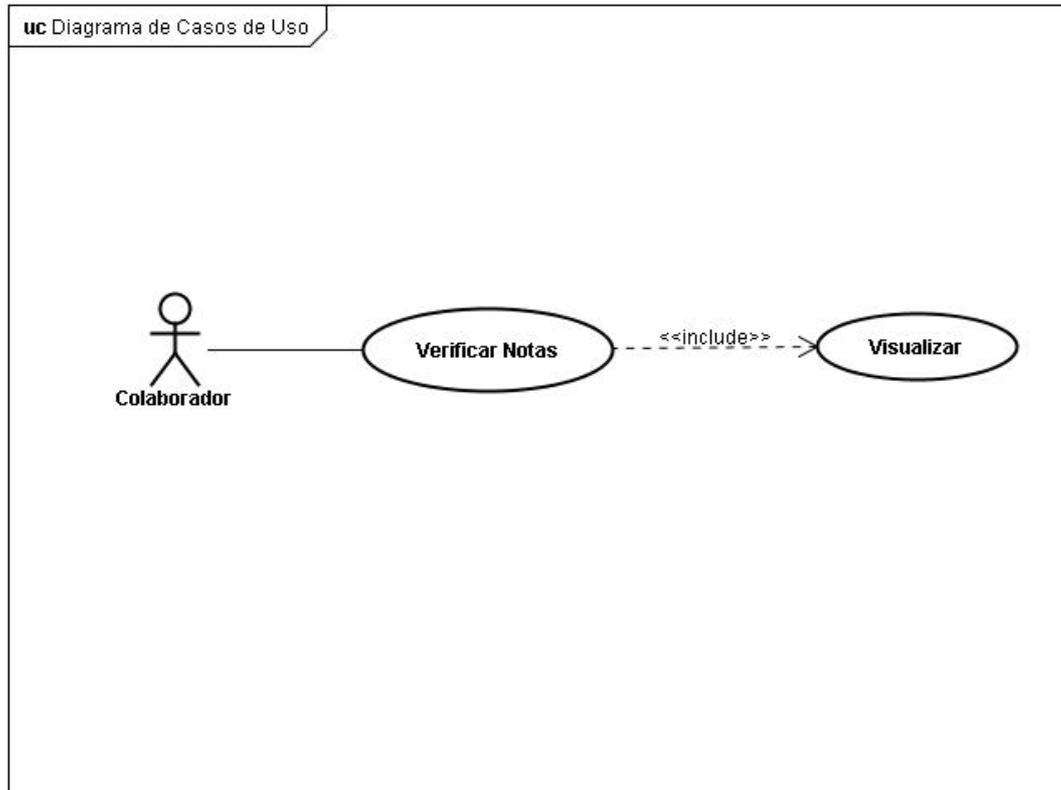 uc Diagrama de Casos de Uso
Colaborador
Verificar Notas
<<include>>
Visualizar